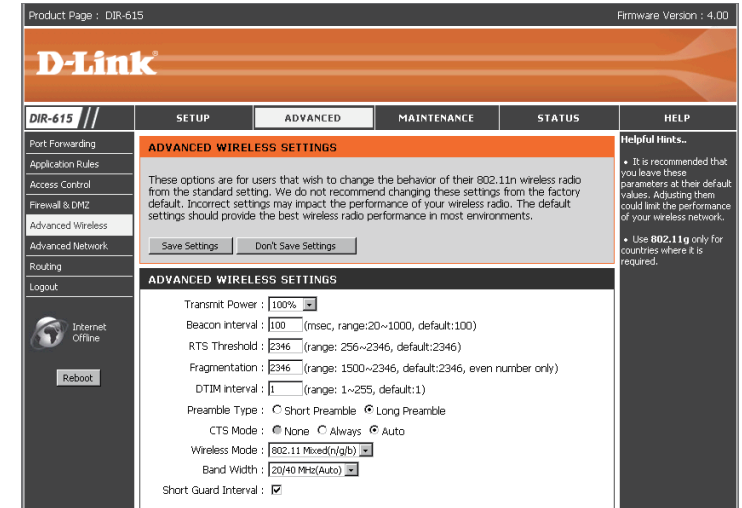 Product Page : DIR-615
Firmware Version : 4.00
D-Link
DIR-615
SETUP
ADVANCED
MAINTENANCE
STATUS
HELP
Port Forwarding
Application Rules
Access Control
Firewall & DMZ
Advanced Wireless
Advanced Network
Routing
Logout
Internet
Offline
Reboot
ADVANCED WIRELESS SETTINGS
These options are for users that wish to change the behavior of their 802.11n wireless radio
from the standard setting. We do not recommend changing these settings from the factory
default. Incorrect settings may impact the performance of your wireless radio. The default
settings should provide the best wireless radio performance in most environments.
Save Settings
Don't Save Settings
ADVANCED WIRELESS SETTINGS
Transmit Power : 100%
Beacon interval : 100 (msec, range:20~1000, default:100)
RTS Threshold : 2346 (range: 256~2346, default:2346)
Fragmentation : 2346 (range: 1500~2346, default:2346, even number only)
DTIM interval : 1 (range: 1~255, default:1)
Preamble Type : Short Preamble Long Preamble
CTS Mode : None Always Auto
Wireless Mode : 802.11 Mixed(n/g/b)
Band Width : 20/40 MHz(Auto)
Short Guard Interval :
Helpful Hints..
• It is recommended that
you leave these
parameters at their default
values. Adjusting them
could limit the performance
of your wireless network.
• Use 802.11g only for
countries where it is
required.